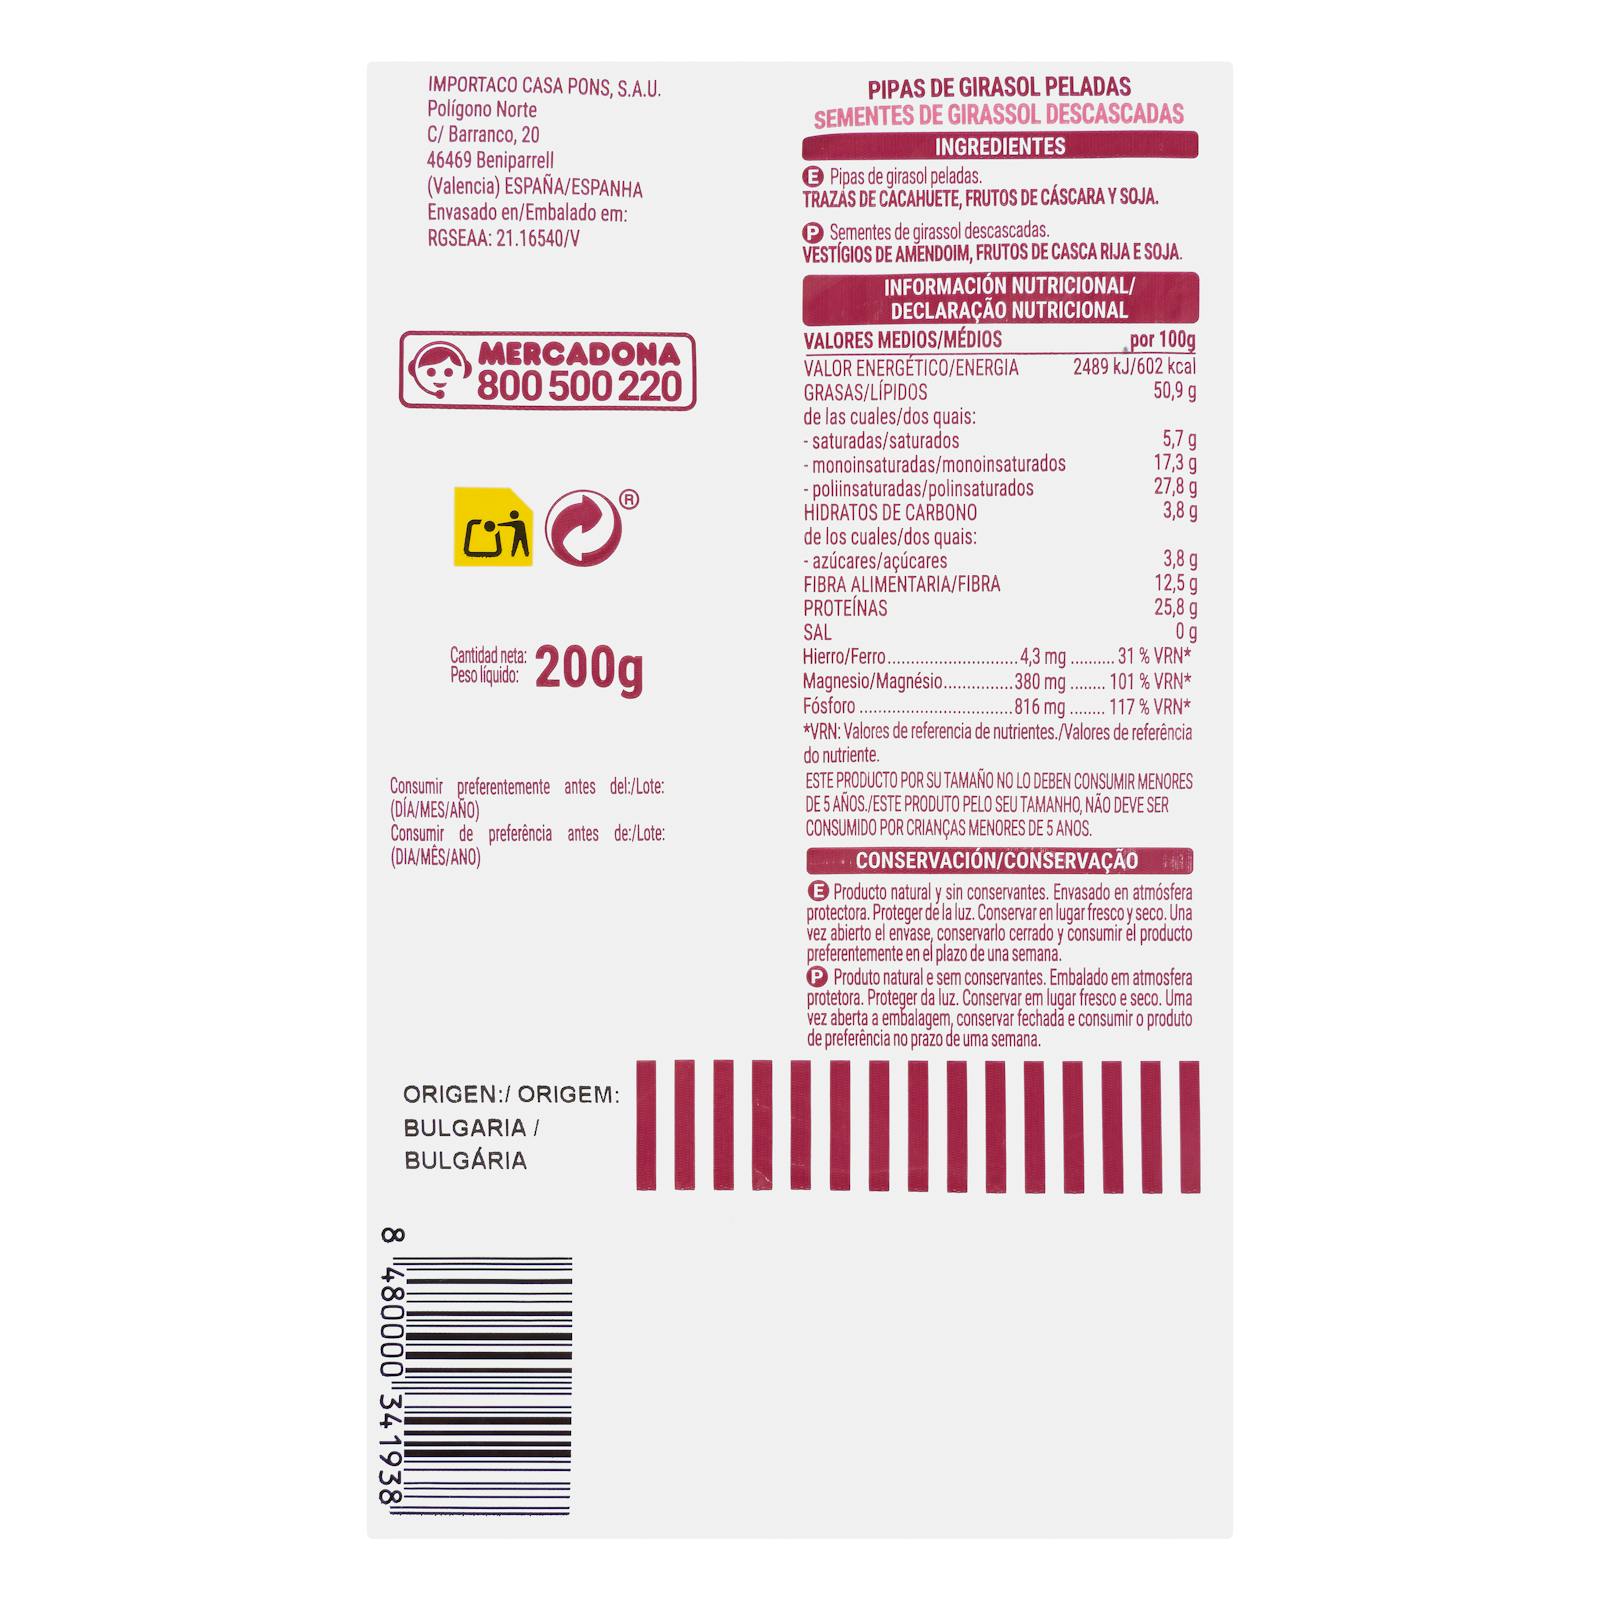 IMPORTACO CASA PONS, S.A.U.
Polígono Norte
C/ Barranco, 20
46469 Beniparrell
(Valencia) ESPAÑA/ESPANHA
Envasado en/Embalado em:
RGSEAA: 21.16540/V
MERCADONA
800 500 220
®
Cantidad neta:
Peso líquido:
200g
Consumir preferentemente antes del:/Lote:
(DÍA/MES/AÑO)
Consumir de preferência antes de:/Lote:
(DIA/MÊS/ANO)
PIPAS DE GIRASOL PELADAS
SEMENTES DE GIRASSOL DESCASCADAS
INGREDIENTES
E Pipas de girasol peladas.
TRAZAS DE CACAHUETE, FRUTOS DE CÁSCARA Y SOJA.
P Sementes de girassol descascadas.
VESTÍGIOS DE AMENDOIM, FRUTOS DE CASCA RIJA E SOJA.
INFORMACIÓN NUTRICIONAL/
DECLARAÇÃO NUTRICIONAL
VALORES MEDIOS/MÉDIOS por 100g
VALOR ENERGÉTICO/ENERGIA 2489 kJ/602 kcal
GRASAS/LÍPIDOS 50,9 g
de las cuales/dos quais:
- saturadas/saturados 5,7 g
- monoinsaturadas/monoinsaturados 17,3 g
- poliinsaturadas/polinsaturados 27,8 g
HIDRATOS DE CARBONO 3,8 g
de los cuales/dos quais:
- azúcares/açúcares 3,8 g
FIBRA ALIMENTARIA/FIBRA 12,5 g
PROTEÍNAS 25,8 g
SAL 0 g
Hierro/Ferro.......................... 4,3 mg .......... 31 % VRN*
Magnesio/Magnésio.............. 380 mg ........ 101 % VRN*
Fósforo ............................... 816 mg ........ 117 % VRN*
*VRN: Valores de referencia de nutrientes./Valores de referência
do nutriente.
ESTE PRODUCTO POR SU TAMAÑO NO LO DEBEN CONSUMIR MENORES
DE 5 AÑOS./ESTE PRODUTO PELO SEU TAMANHO, NÃO DEVE SER
CONSUMIDO POR CRIANÇAS MENORES DE 5 ANOS.
CONSERVACIÓN/CONSERVAÇÃO
E Producto natural y sin conservantes. Envasado en atmósfera
protectora. Proteger de la luz. Conservar en lugar fresco y seco. Una
vez abierto el envase, conservarlo cerrado y consumir el producto
preferentemente en el plazo de una semana.
P Produto natural e sem conservantes. Embalado em atmosfera
protetora. Proteger da luz. Conservar em lugar fresco e seco. Uma
vez aberta a embalagem, conservar fechada e consumir o produto
de preferência no prazo de uma semana.
ORIGEN:/ ORIGEM:
BULGARIA /
BULGÁRIA
8 480000 341938